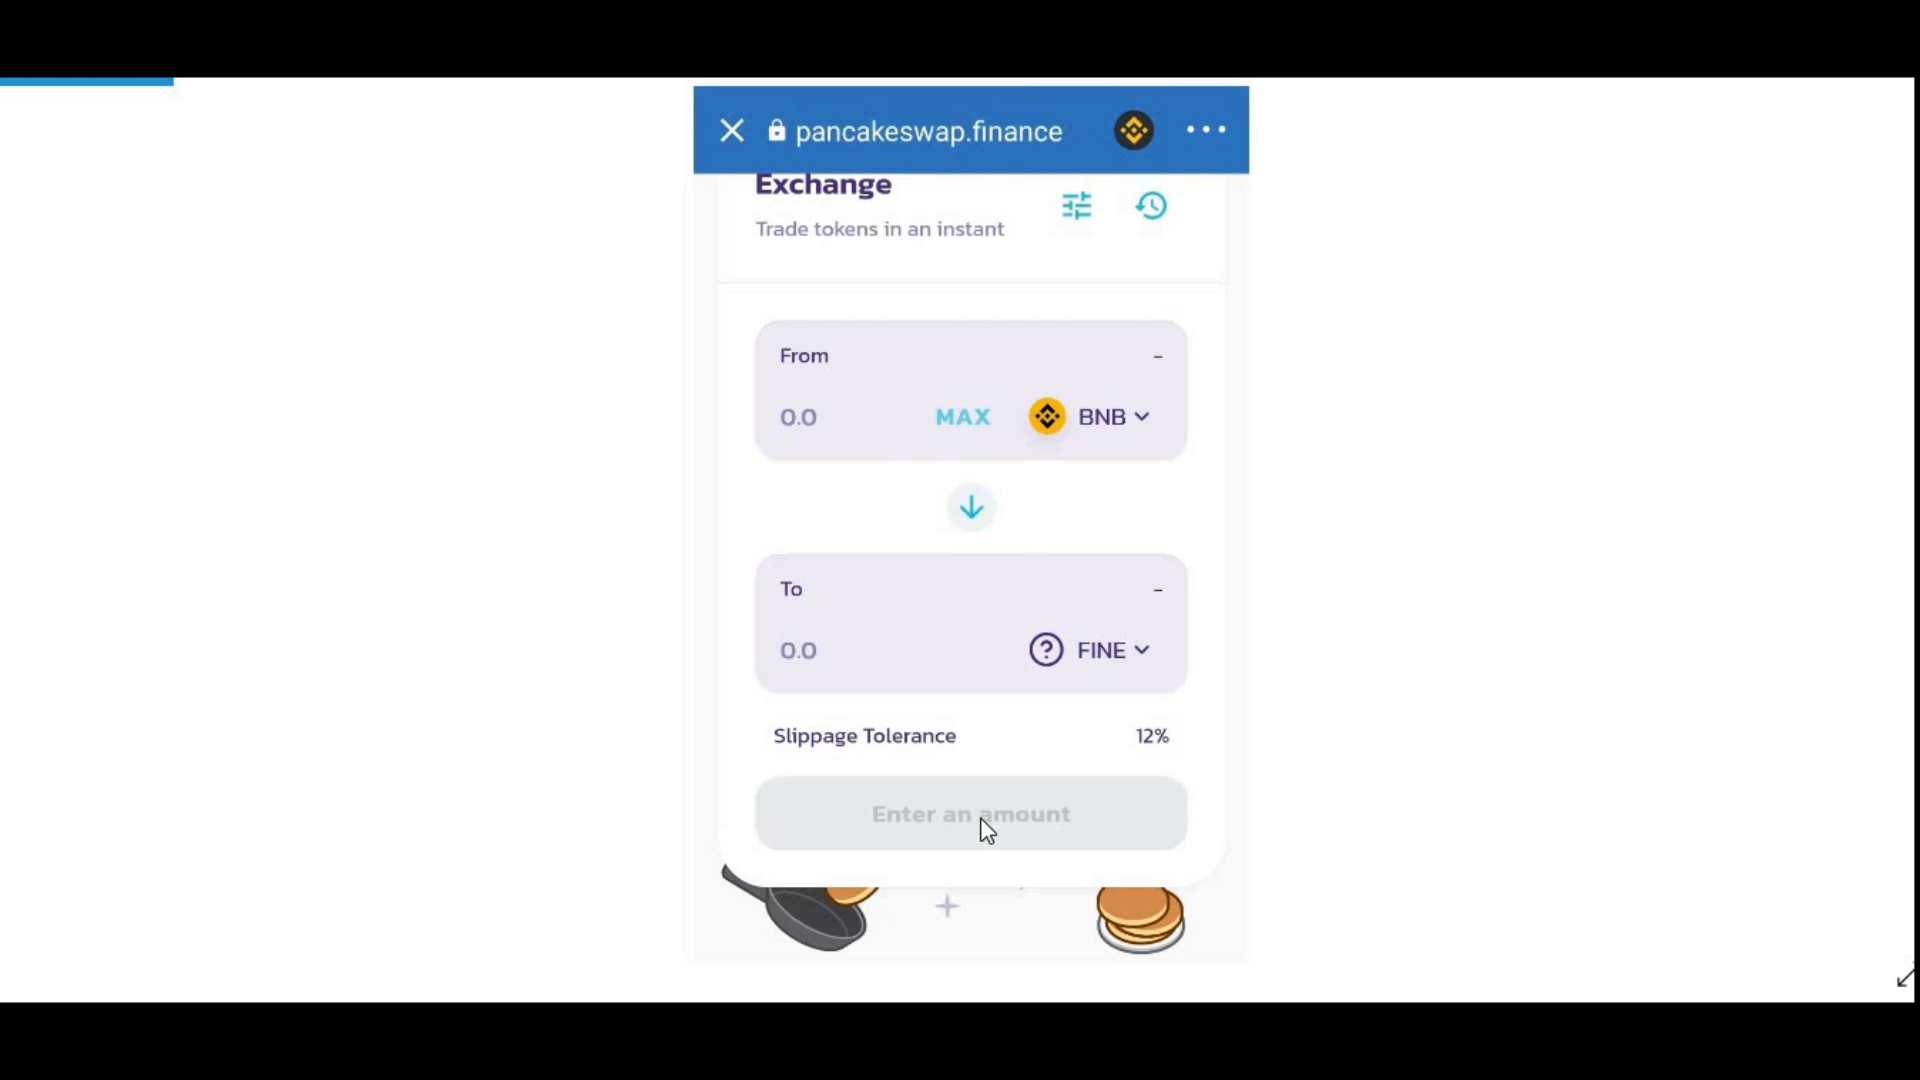 pancakeswap.finance
Exchange
Trade tokens in an instant
From -
0.0 MAX BNB
To -
0.0 FINE
Slippage Tolerance 12%
Enter an amount